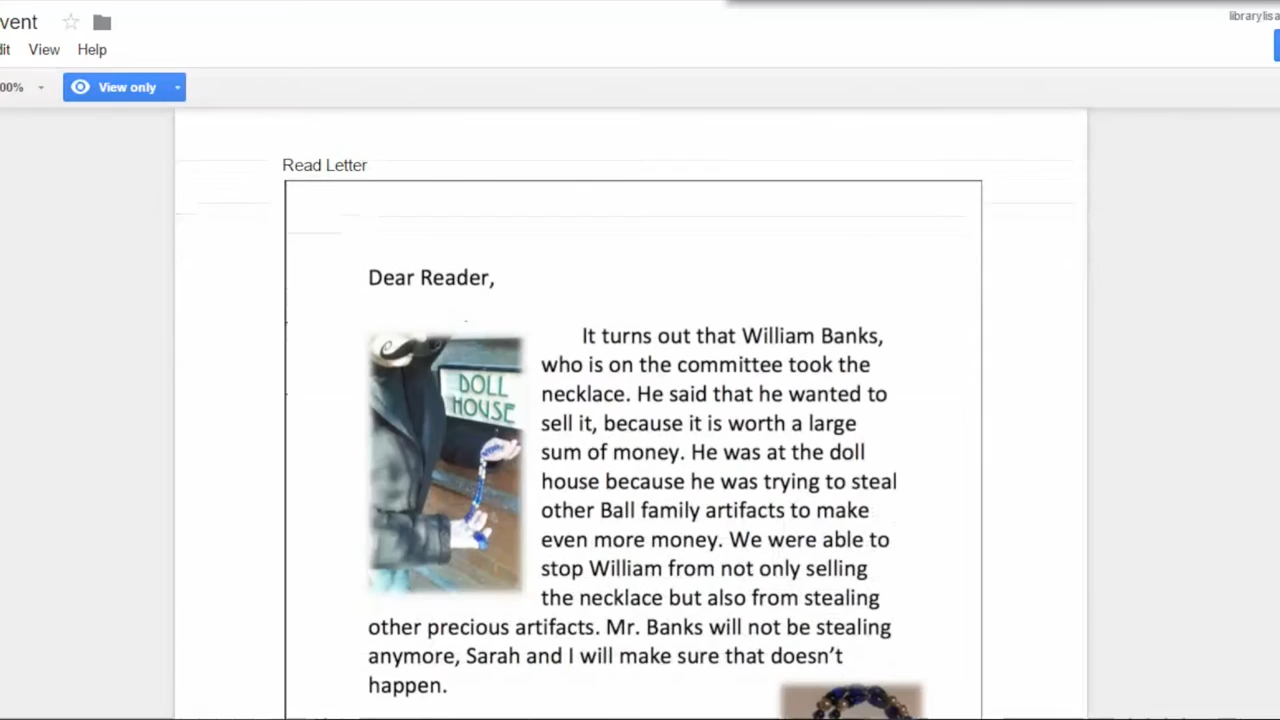 vent
librarylisa
dit View Help
00% View only
Read Letter
Dear Reader,
It turns out that William Banks,
who is on the committee took the
necklace. He said that he wanted to
DOLL
HOUSE
sell it, because it is worth a large
sum of money. He was at the doll
house because he was trying to steal
other Ball family artifacts to make
even more money. We were able to
stop William from not only selling
the necklace but also from stealing
other precious artifacts. Mr. Banks will not be stealing
anymore, Sarah and I will make sure that doesn't
happen.